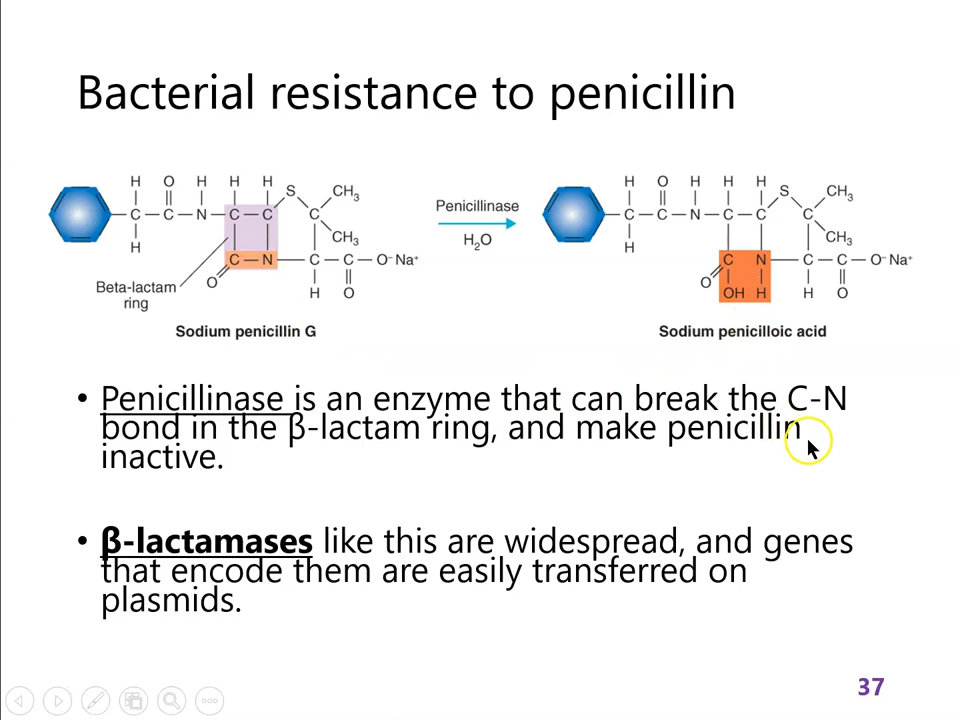 Bacterial resistance to penicillin
H O H H H S CH₃
C — C — N — C — C C
H CH₃
C — N — C — C — O⁻ Na⁺
O H O
Beta-lactam
ring
Sodium penicillin G
Penicillinase
H₂O
H O H H H S CH₃
C — C — N — C — C C
H CH₃
C N — C — C — O⁻ Na⁺
O OH H H O
Sodium penicilloic acid
• Penicillinase is an enzyme that can break the C-N
bond in the β-lactam ring, and make penicillin
inactive.
• β-lactamases like this are widespread, and genes
that encode them are easily transferred on
plasmids.
37